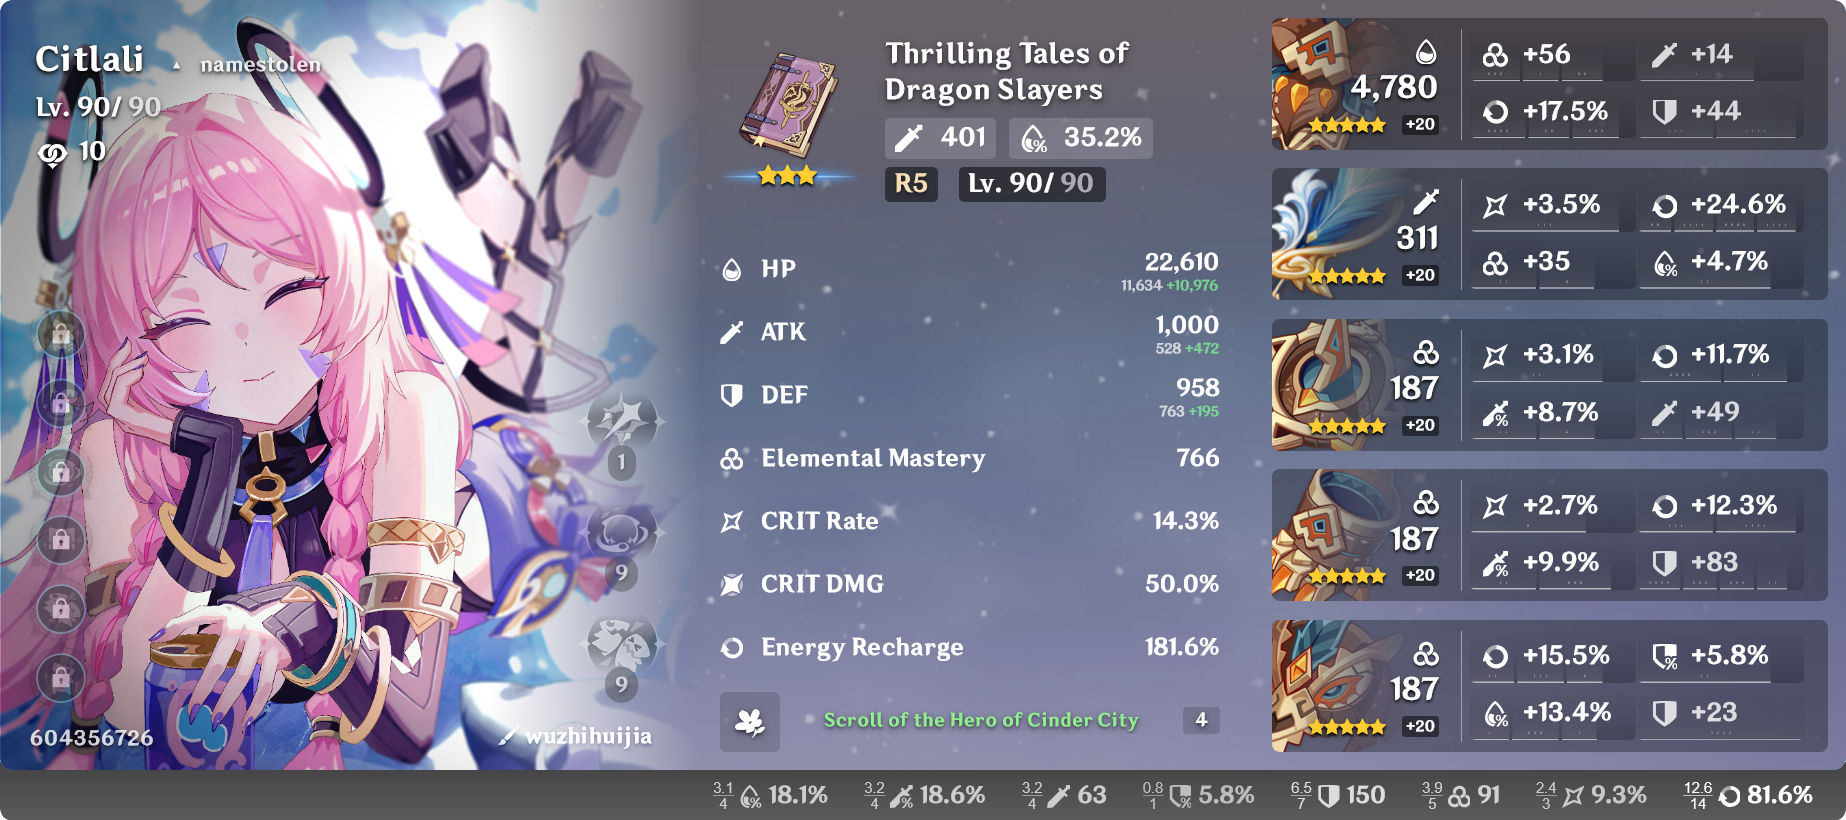 Citlali ▲ namestolen
Lv. 90/ 90
10
1
9
9
604356726
wuzhihuijia
Thrilling Tales of
Dragon Slayers
401 35.2%
R5 Lv. 90/ 90
HP 22,610
11,634 +10,976
ATK 1,000
528 +472
DEF 958
763 +195
Elemental Mastery 766
CRIT Rate 14.3%
CRIT DMG 50.0%
Energy Recharge 181.6%
Scroll of the Hero of Cinder City 4
4,780
+20
+56 +14
+17.5% +44
311
+20
+3.5% +24.6%
+35 +4.7%
187
+20
+3.1% +11.7%
+8.7% +49
187
+20
+2.7% +12.3%
+9.9% +83
187
+20
+15.5% +5.8%
+13.4% +23
3.1/4 18.1% 3.2/4 18.6% 3.2/4 63 0.8/1 5.8% 6.5/7 150 3.9/5 91 2.4/3 9.3% 12.6/14 81.6%